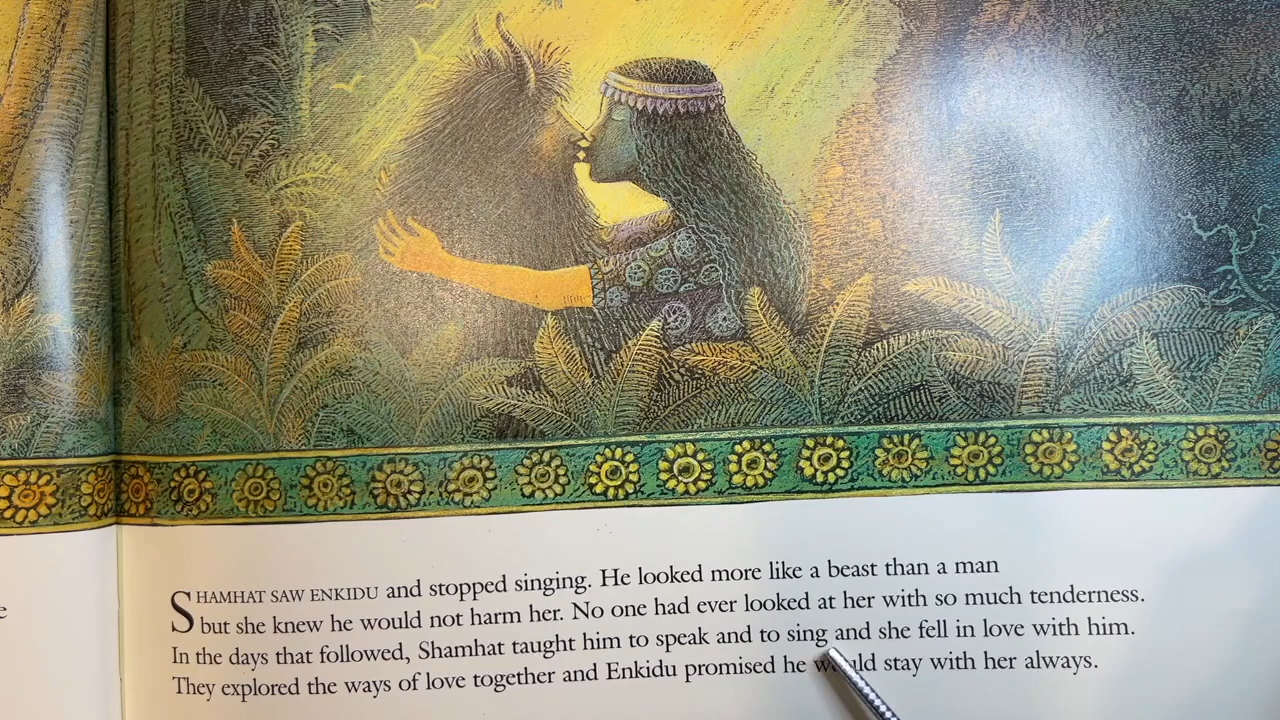 SHAMHAT SAW ENKIDU and stopped singing. He looked more like a beast than a man
but she knew he would not harm her. No one had ever looked at her with so much tenderness.
In the days that followed, Shamhat taught him to speak and to sing and she fell in love with him.
They explored the ways of love together and Enkidu promised he would stay with her always.